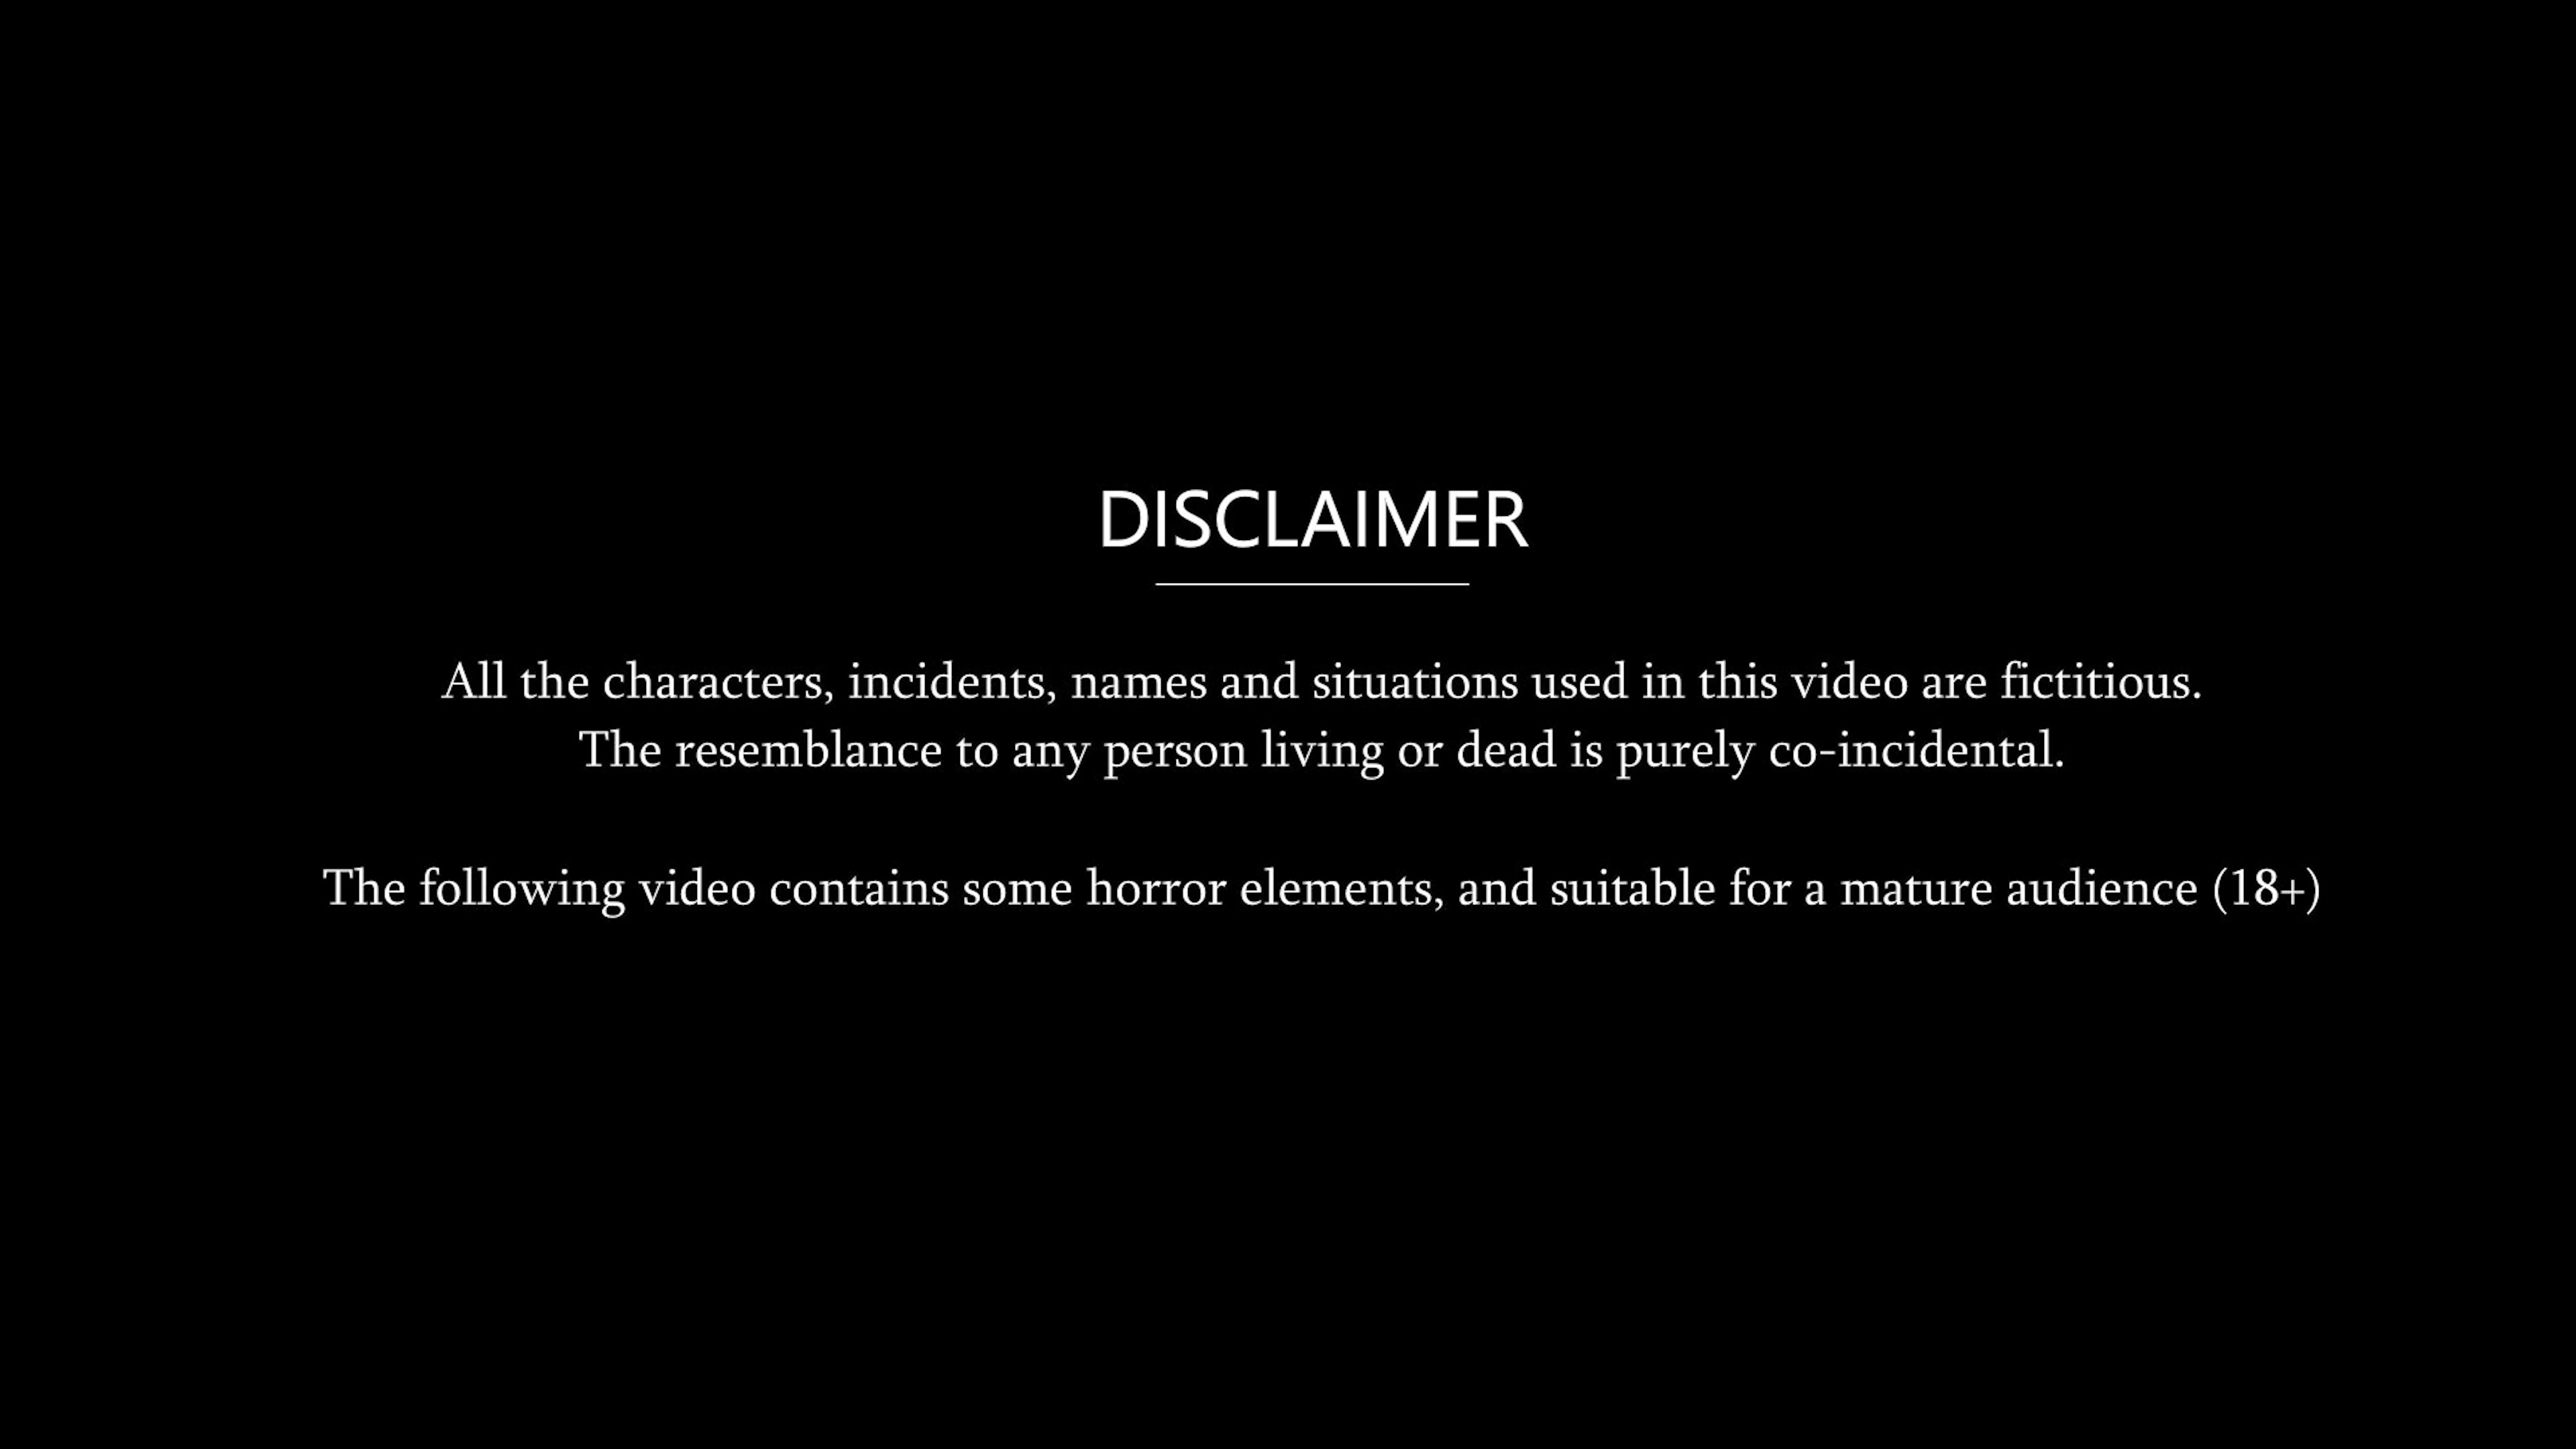 DISCLAIMER
All the characters, incidents, names and situations used in this video are fictitious.
The resemblance to any person living or dead is purely co-incidental.
The following video contains some horror elements, and suitable for a mature audience (18+)